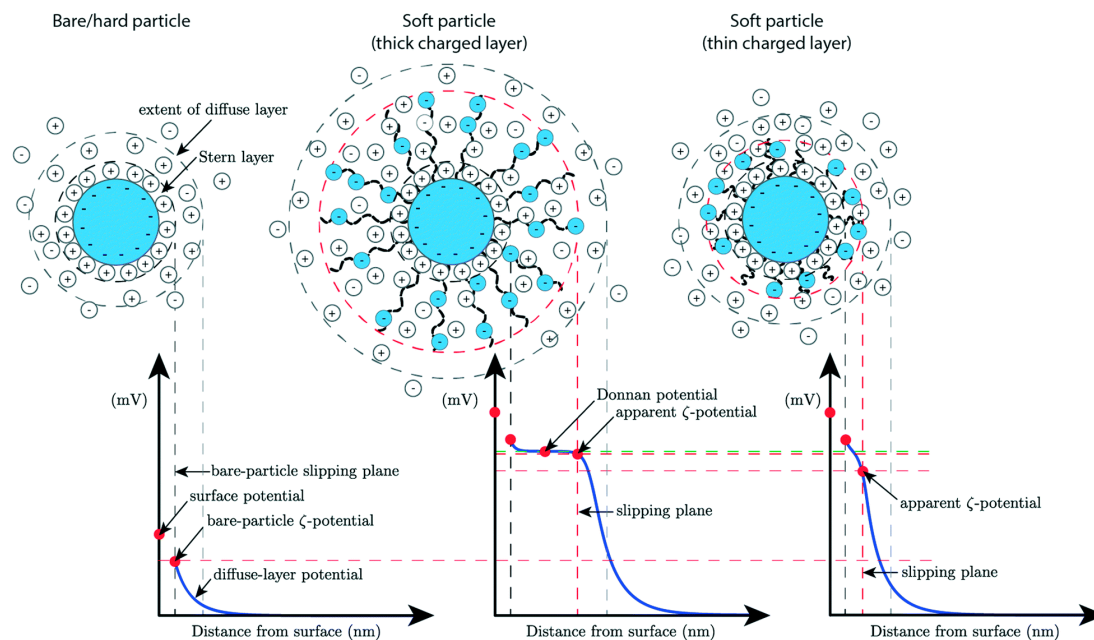 Bare/hard particle
Soft particle
(thick charged layer)
Soft particle
(thin charged layer)
extent of diffuse layer
Stern layer
(mV)
bare-particle slipping plane
surface potential
bare-particle ζ-potential
diffuse-layer potential
Distance from surface (nm)
(mV)
Donnan potential
apparent ζ-potential
slipping plane
Distance from surface (nm)
(mV)
apparent ζ-potential
slipping plane
Distance from surface (nm)